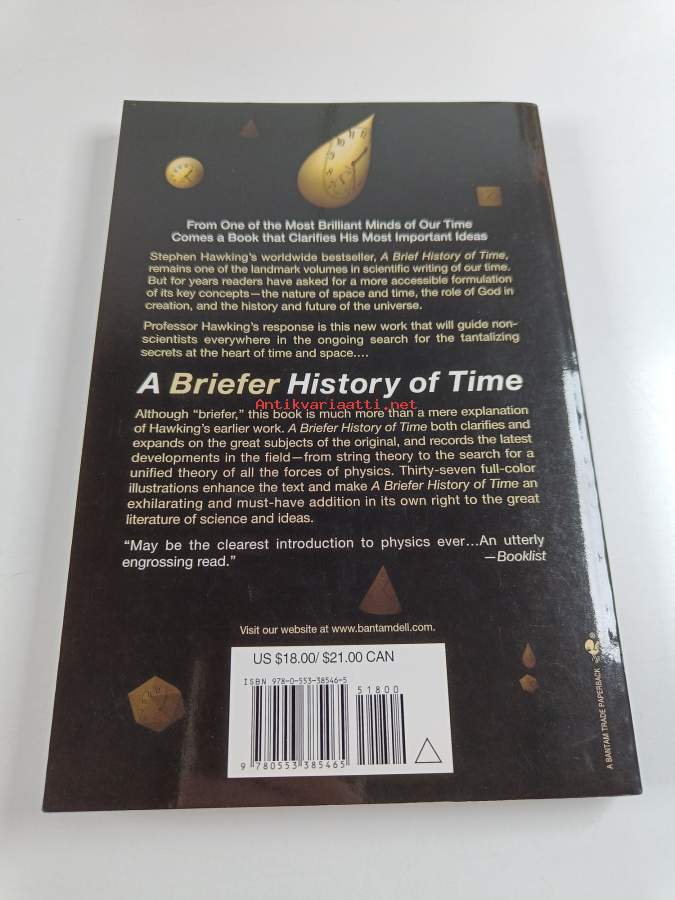 From One of the Most Brilliant Minds of Our Time
Comes a Book that Clarifies His Most Important Ideas
Stephen Hawking's worldwide bestseller, A Brief History of Time,
remains one of the landmark volumes in scientific writing of our time.
But for years readers have asked for a more accessible formulation
of its key concepts—the nature of space and time, the role of God in
creation, and the history and future of the universe.
Professor Hawking's response is this new work that will guide non-
scientists everywhere in the ongoing search for the tantalizing
secrets at the heart of time and space....
A Briefer History of Time
Antikvariaatti.net
Although "briefer," this book is much more than a mere explanation
of Hawking's earlier work. A Briefer History of Time both clarifies and
expands on the great subjects of the original, and records the latest
developments in the field—from string theory to the search for a
unified theory of all the forces of physics. Thirty-seven full-color
illustrations enhance the text and make A Briefer History of Time an
exhilarating and must-have addition in its own right to the great
literature of science and ideas.
"May be the clearest introduction to physics ever...An utterly
engrossing read." —Booklist
Visit our website at www.bantamdell.com.
US $18.00/ $21.00 CAN
ISBN 978-0-553-38546-5
51800
9 780553 385465
A BANTAM TRADE PAPERBACK